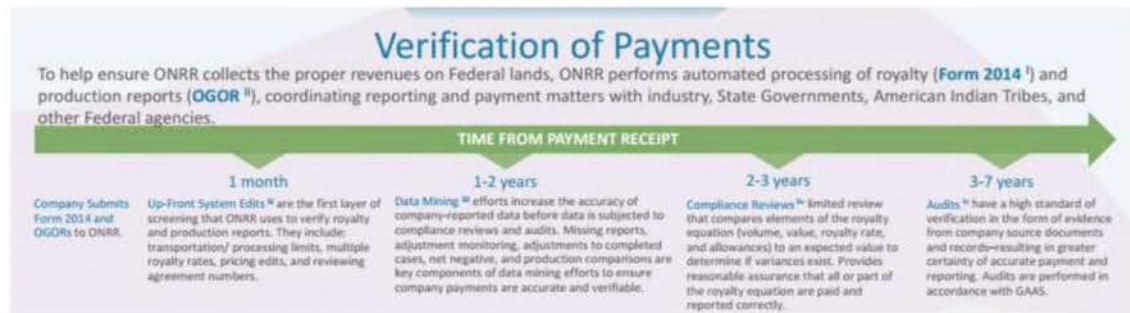 Verification of Payments
To help ensure ONRR collects the proper revenues on Federal lands, ONRR performs automated processing of royalty (Form 2014 I) and
production reports (OGOR II), coordinating reporting and payment matters with industry, State Governments, American Indian Tribes, and
other Federal agencies.
TIME FROM PAYMENT RECEIPT
Company Submits
Form 2014 and
OGORs to ONRR.
1 month
Up-Front System Edits are the first layer of
screening that ONRR uses to verify royalty
and production reports. They include:
transportation/ processing limits, multiple
royalty rates, pricing edits, and reviewing
agreement numbers.
1-2 years
Data Mining efforts increase the accuracy of
company-reported data before data is subjected to
compliance reviews and audits. Missing reports,
adjustment monitoring, adjustments to completed
cases, net negative, and production comparisons are
key components of data mining efforts to ensure
company payments are accurate and verifiable.
2-3 years
Compliance Reviews limited review
that compares elements of the royalty
equation (volume, value, royalty rate,
and allowances) to an expected value to
determine if variances exist. Provides
reasonable assurance that all or part of
the royalty equation are paid and
reported correctly.
3-7 years
Audits have a high standard of
verification in the form of evidence
from company source documents
and records—resulting in greater
certainty of accurate payment and
reporting. Audits are performed in
accordance with GAAS.